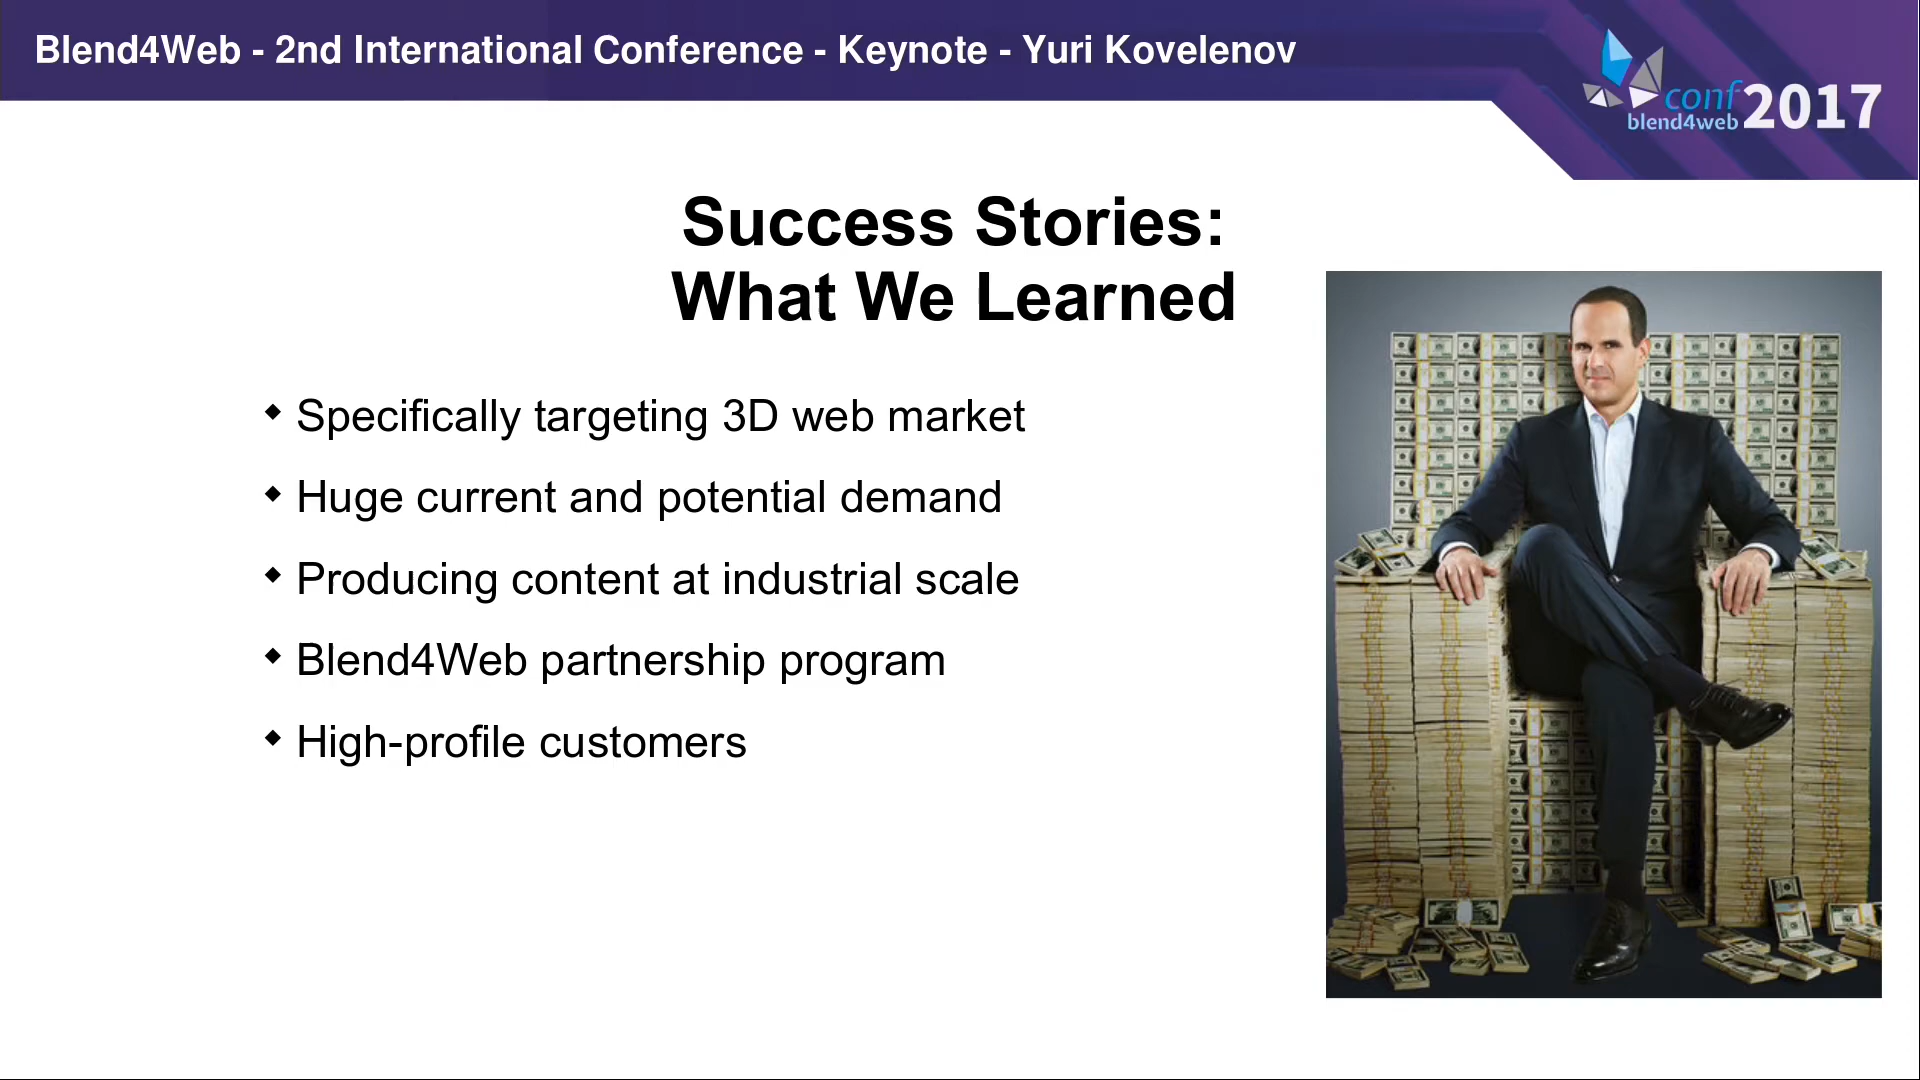 Blend4Web - 2nd International Conference - Keynote - Yuri Kovelenov
conf
blend4web 2017
Success Stories:
What We Learned
Specifically targeting 3D web market
Huge current and potential demand
Producing content at industrial scale
Blend4Web partnership program
High-profile customers